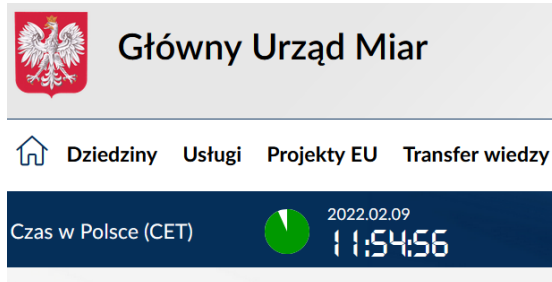 Główny Urząd Miar
Dziedziny Usługi Projekty EU Transfer wiedzy
Czas w Polsce (CET)
2022.02.09
11:54:56